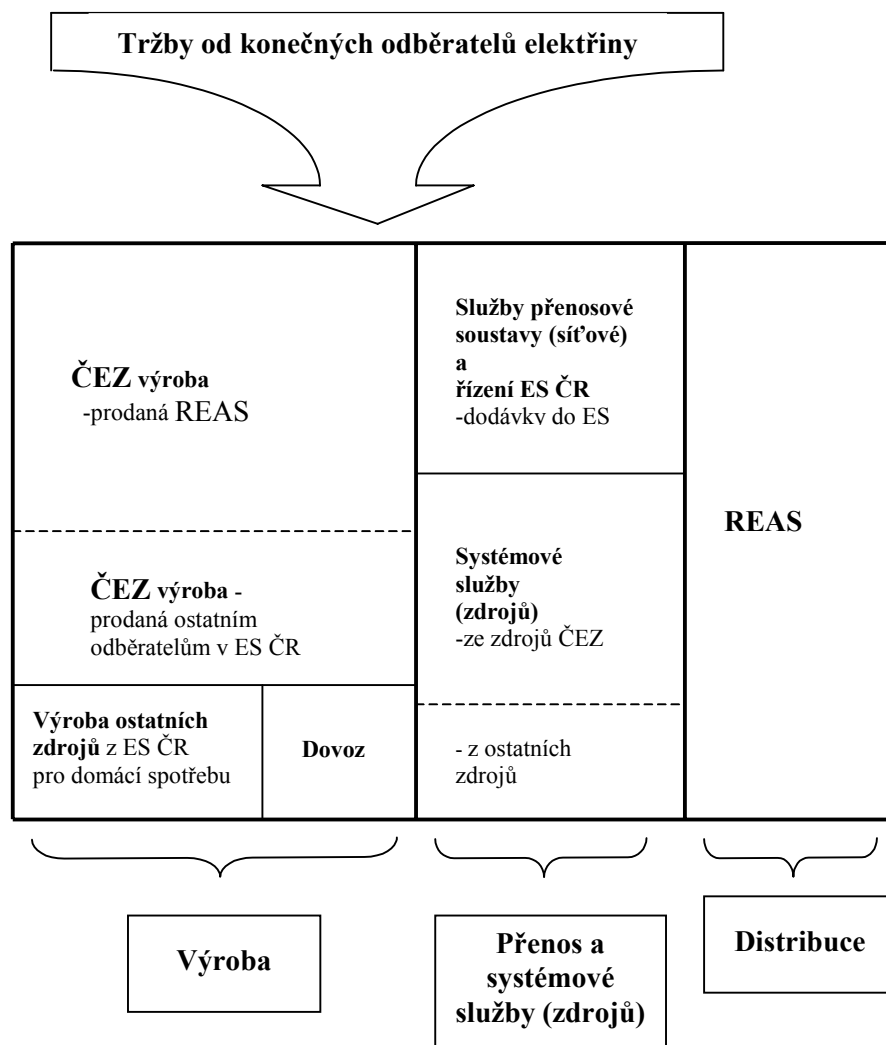 Tržby od konečných odběratelů elektřiny
ČEZ výroba
-prodaná REAS
ČEZ výroba -
prodaná ostatním
odběratelům v ES ČR
Výroba ostatních
zdrojů z ES ČR
pro domácí spotřebu
Dovoz
Služby přenosové
soustavy (síťové)
a
řízení ES ČR
-dodávky do ES
Systémové
služby
(zdrojů)
-ze zdrojů ČEZ
- z ostatních
zdrojů
REAS
Výroba
Přenos a
systémové
služby (zdrojů)
Distribuce